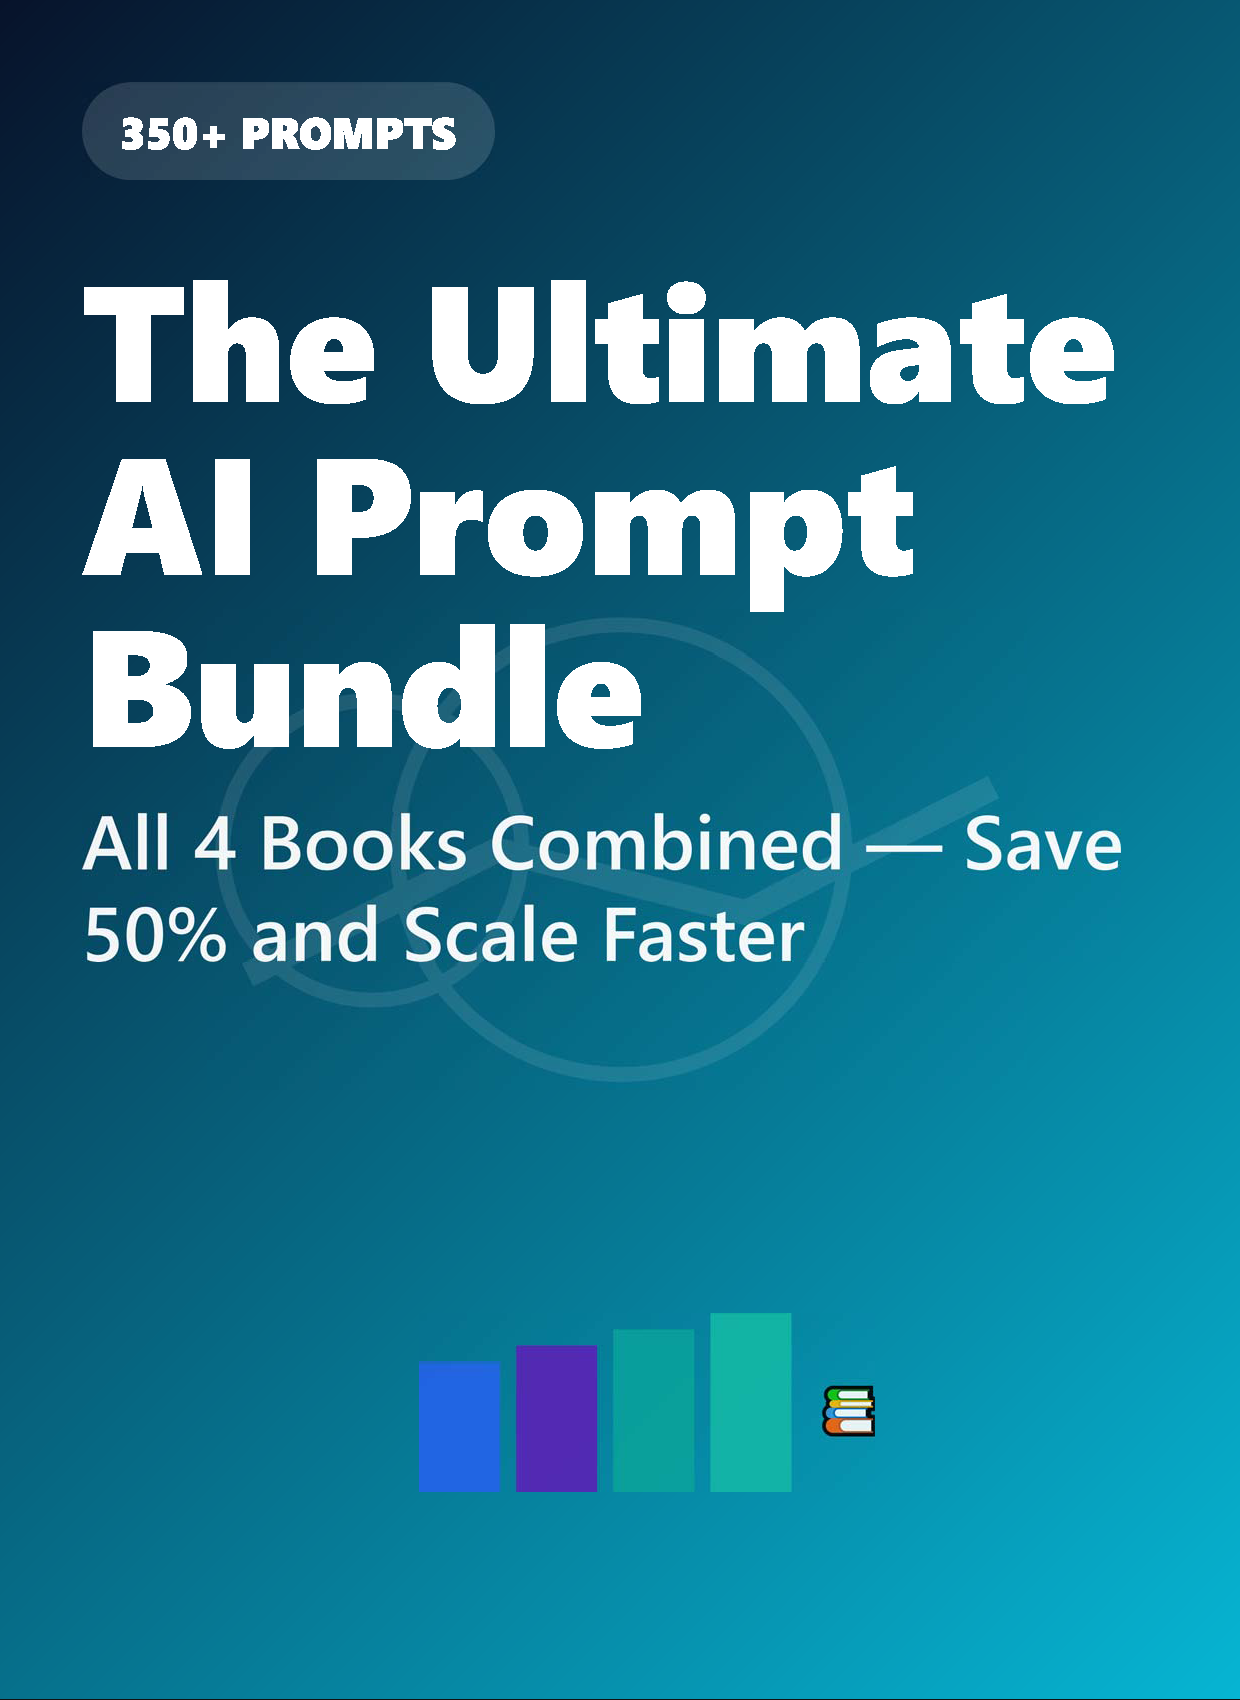 350+ PROMPTS
The Ultimate
AI Prompt
Bundle
All 4 Books Combined — Save
50% and Scale Faster